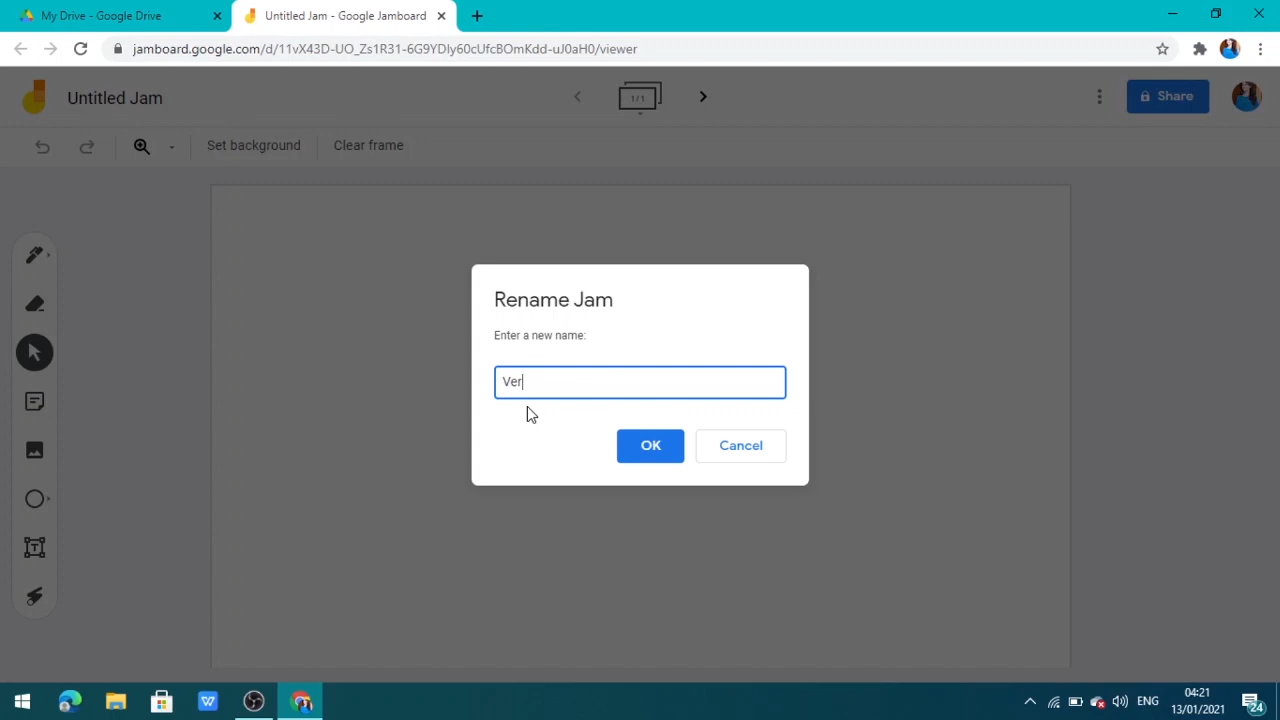 My Drive - Google Drive
Untitled Jam - Google Jamboard
jamboard.google.com/d/11vX43D-UO_Zs1R31-6G9YDIy60cUfcBOmKdd-uJ0aH0/viewer
Untitled Jam
1/1
Share
Set background
Clear frame
Rename Jam
Enter a new name:
Ver
OK
Cancel
T
W
ENG
04:21
13/01/2021
24